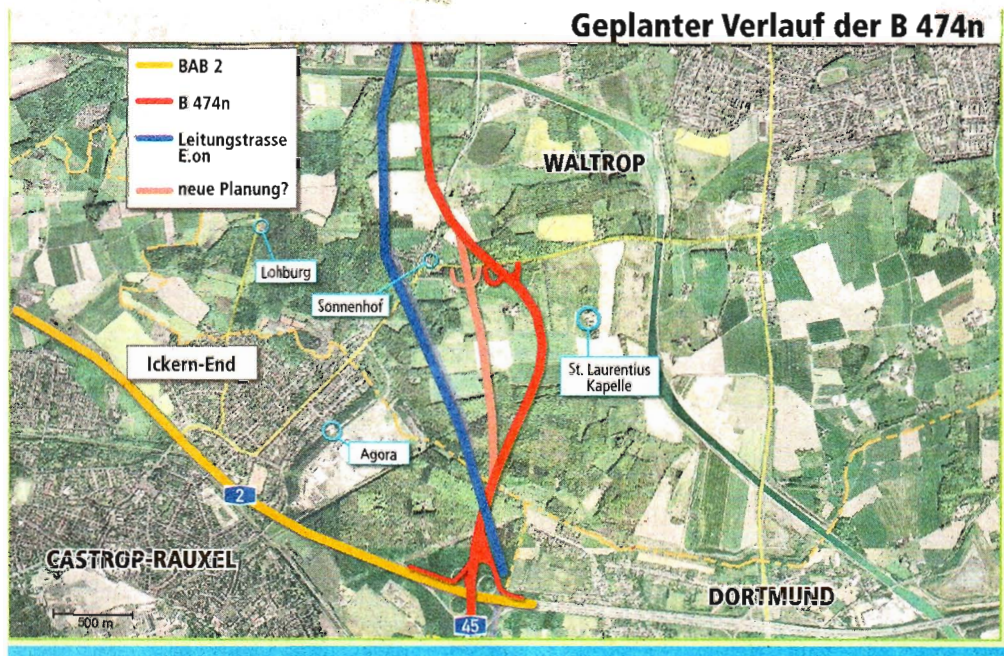 Geplanter Verlauf der B 474n
BAB 2
B 474n
Leitungstrasse
E.on
neue Planung?
WALTROP
Lohburg
Sonnenhof
Ickern-End
St. Laurentius
Kapelle
Agora
2
CASTROP-RAUXEL
DORTMUND
500 m
45